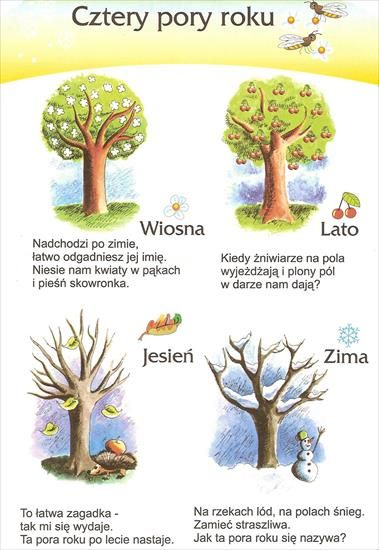 Cztery pory roku
Wiosna
Nadchodzi po zimie,
łatwo odgadniesz jej imię.
Niesie nam kwiaty w pąkach
i pieśń skowronka.
Lato
Kiedy żniwiarze na pola
wyjeżdżają i plony pól
w darze nam dają?
Jesień
To łatwa zagadka -
tak mi się wydaje.
Ta pora roku po lecie nastaje.
Zima
Na rzekach lód, na polach śnieg.
Zamieć straszliwa.
Jak ta pora roku się nazywa?